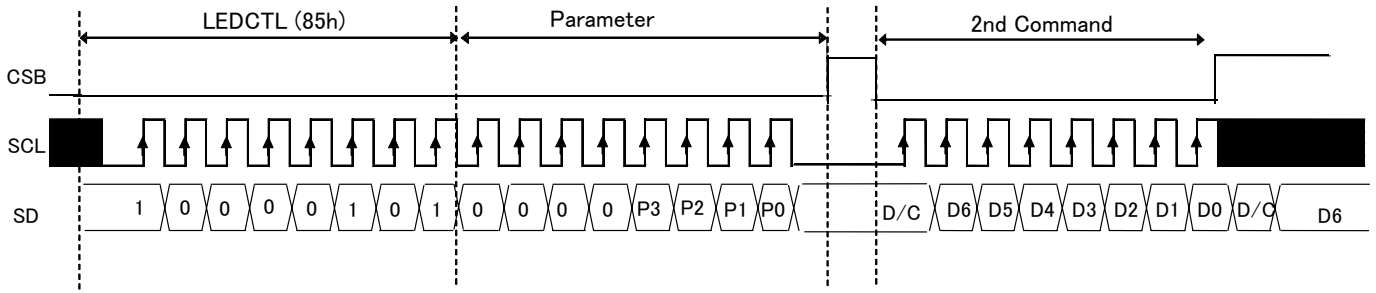 LEDCTL (85h) Parameter 2nd Command
CSB
SCL
SD 1 0 0 0 0 1 0 1 0 0 0 0 P3 P2 P1 P0 D/C D6 D5 D4 D3 D2 D1 D0 D/C D6